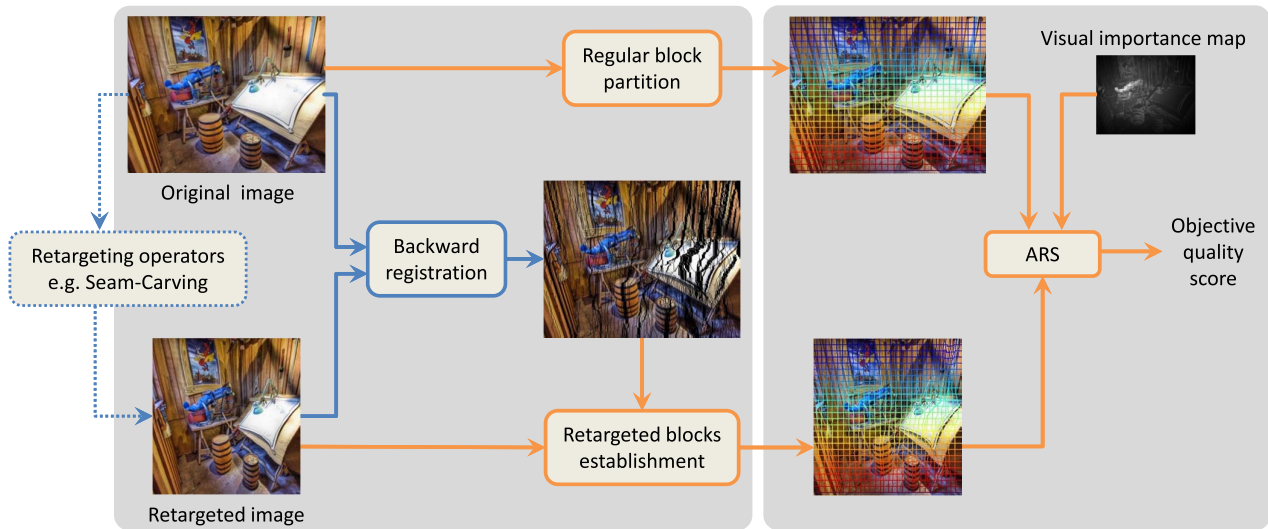 Regular block
partition
Visual importance map
Original image
Retargeting operators
e.g. Seam-Carving
Backward
registration
ARS
Objective
quality
score
Retargeted blocks
establishment
Retargeted image